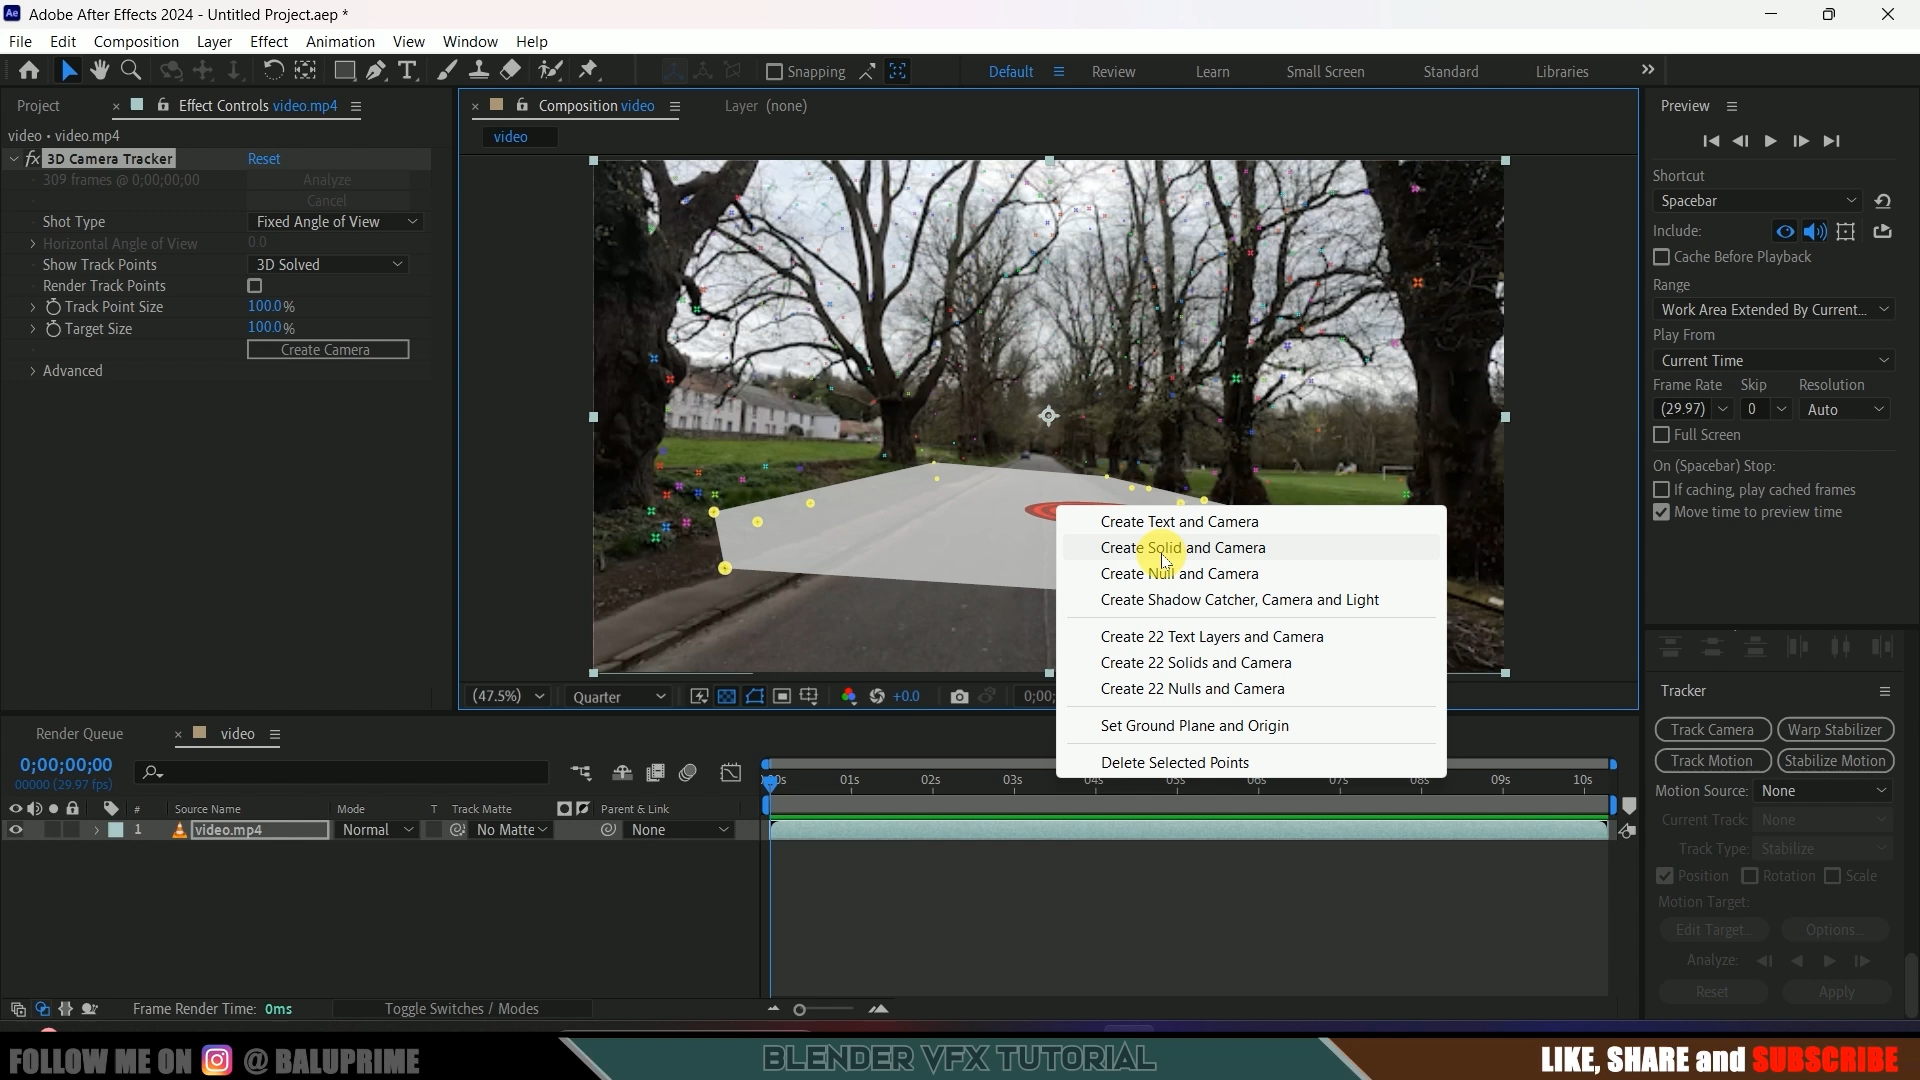 Ae Adobe After Effects 2024 - Untitled Project.aep *
File Edit Composition Layer Effect Animation View Window Help
Snapping Default Review Learn Small Screen Standard Libraries
Project × Effect Controls video.mp4
× Composition video Layer (none)
Preview
video • video.mp4
video
fx 3D Camera Tracker Reset
309 frames @ 0;00;00;00 Analyze
Cancel
Shot Type Fixed Angle of View
Horizontal Angle of View 0.0
Show Track Points 3D Solved
Render Track Points
Track Point Size 100.0%
Target Size 100.0%
Create Camera
Advanced
Shortcut
Spacebar
Include:
Cache Before Playback
Range
Work Area Extended By Current...
Play From
Current Time
Frame Rate Skip Resolution
(29.97) 0 Auto
Full Screen
On (Spacebar) Stop:
If caching, play cached frames
Move time to preview time
Create Text and Camera
Create Solid and Camera
Create Null and Camera
Create Shadow Catcher, Camera and Light
Create 22 Text Layers and Camera
Create 22 Solids and Camera
Create 22 Nulls and Camera
Set Ground Plane and Origin
Delete Selected Points
(47.5%) Quarter +0.0 0;00;
Tracker
Track Camera Warp Stabilizer
Track Motion Stabilize Motion
Motion Source: None
Current Track: None
Track Type: Stabilize
Position Rotation Scale
Motion Target:
Edit Target... Options...
Analyze:
Reset Apply
Render Queue × video
0;00;00;00
00000 (29.97 fps)
01s 02s 03s 04s 05s 06s 07s 08s 09s 10s
# Source Name Mode T Track Matte Parent & Link
1 video.mp4 Normal No Matte None
Frame Render Time: 0ms Toggle Switches / Modes
FOLLOW ME ON @ BALUPRIME BLENDER VFX TUTORIAL LIKE, SHARE and SUBSCRIBE